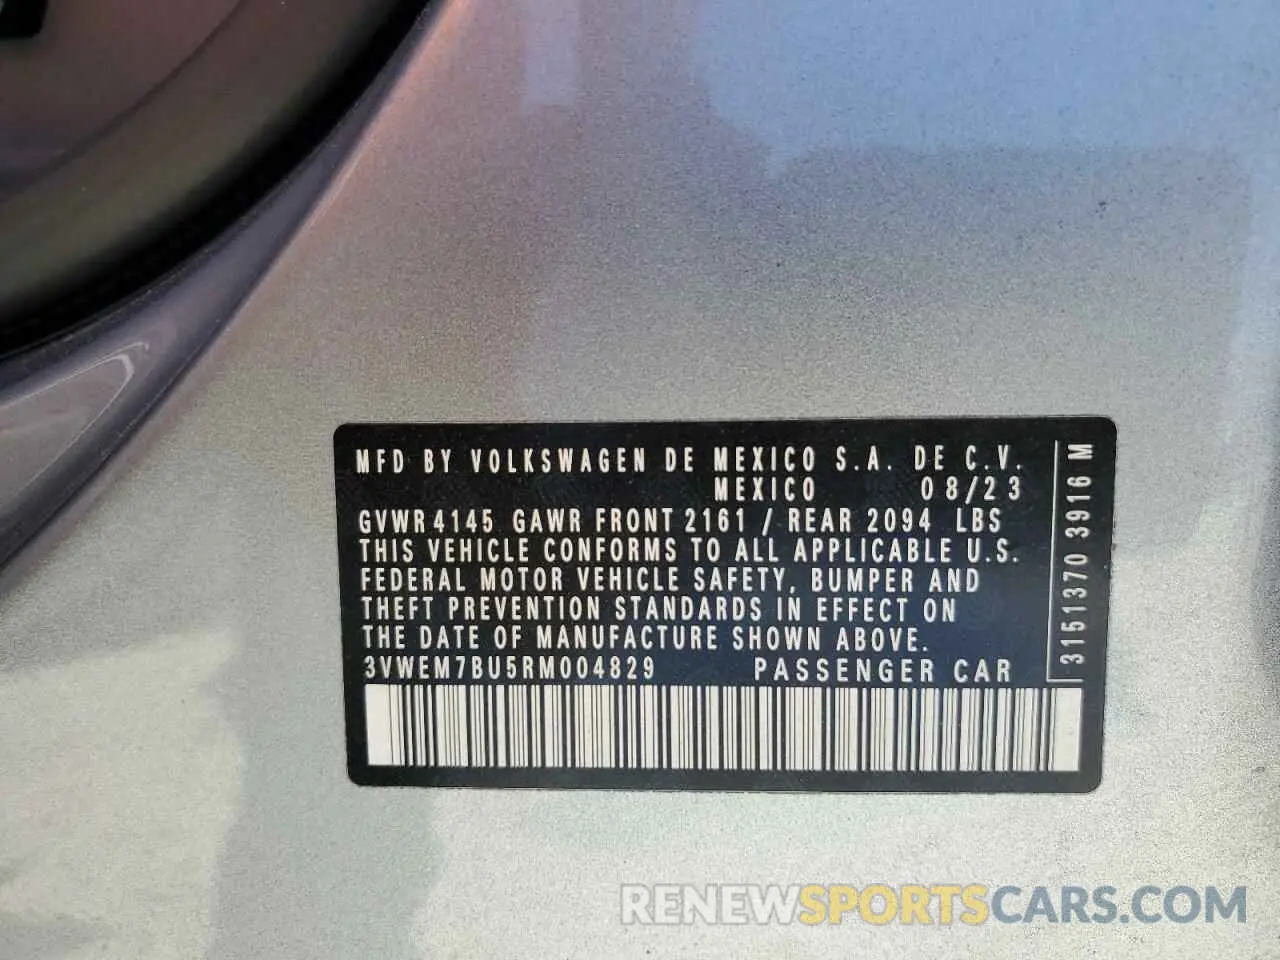 MFD BY VOLKSWAGEN DE MEXICO S.A. DE C.V.
MEXICO 08/23
GVWR 4145 GAWR FRONT 2161 / REAR 2094 LBS
THIS VEHICLE CONFORMS TO ALL APPLICABLE U.S.
FEDERAL MOTOR VEHICLE SAFETY, BUMPER AND
THEFT PREVENTION STANDARDS IN EFFECT ON
THE DATE OF MANUFACTURE SHOWN ABOVE.
3VWEM7BU5RM004829 PASSENGER CAR
3151370 3916 M
RENEWSPORTSCARS.COM